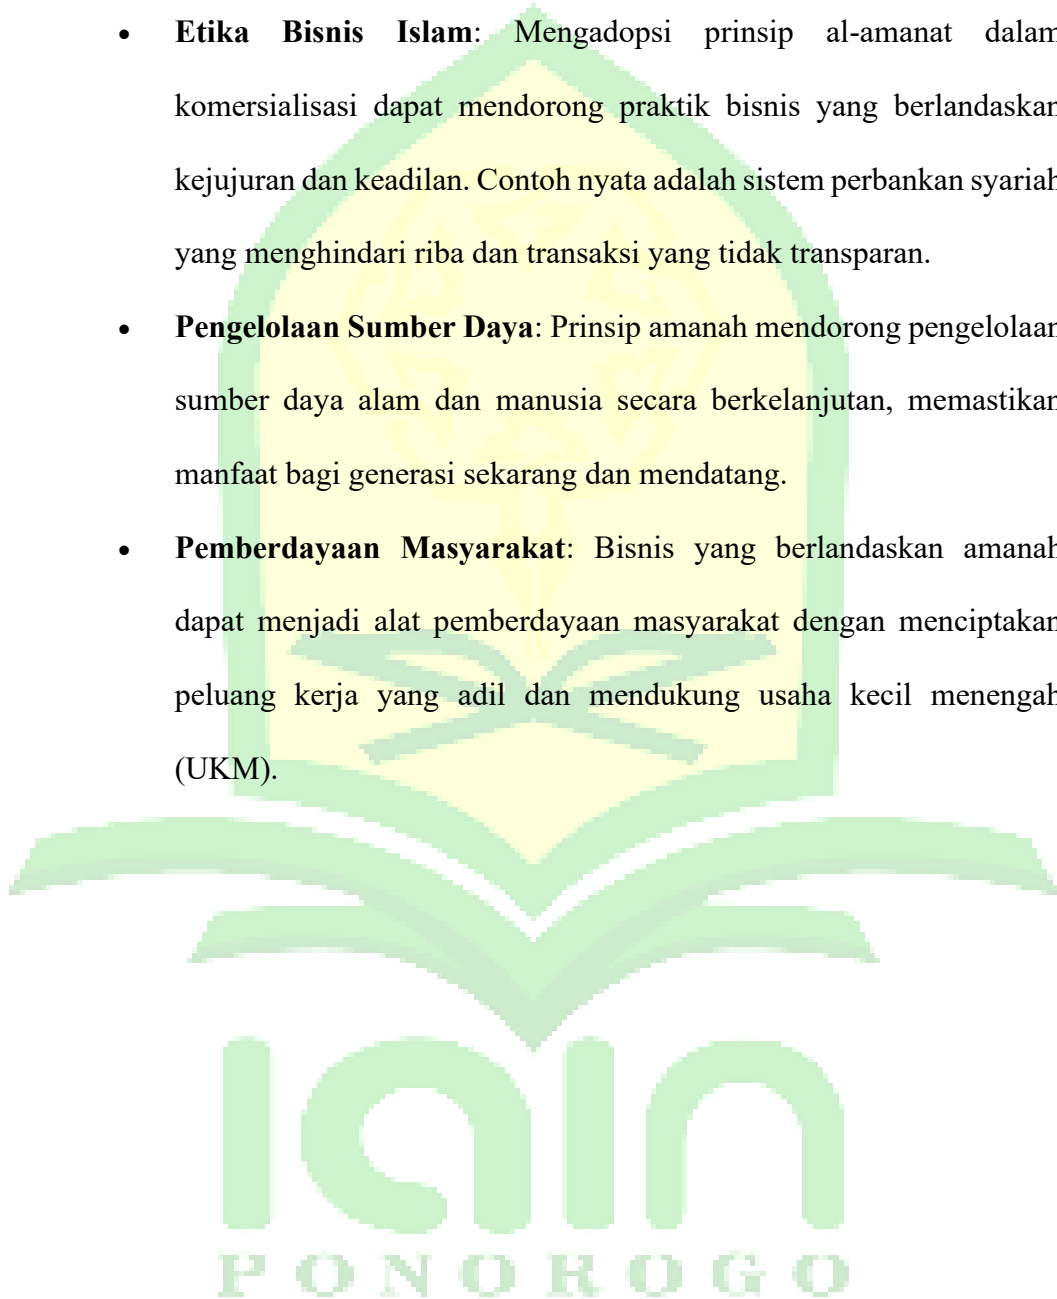 • Etika Bisnis Islam: Mengadopsi prinsip al-amanat dalam
komersialisasi dapat mendorong praktik bisnis yang berlandaskan
kejujuran dan keadilan. Contoh nyata adalah sistem perbankan syariah
yang menghindari riba dan transaksi yang tidak transparan.
• Pengelolaan Sumber Daya: Prinsip amanah mendorong pengelolaan
sumber daya alam dan manusia secara berkelanjutan, memastikan
manfaat bagi generasi sekarang dan mendatang.
• Pemberdayaan Masyarakat: Bisnis yang berlandaskan amanah
dapat menjadi alat pemberdayaan masyarakat dengan menciptakan
peluang kerja yang adil dan mendukung usaha kecil menengah
(UKM).
iain
PONOROGO